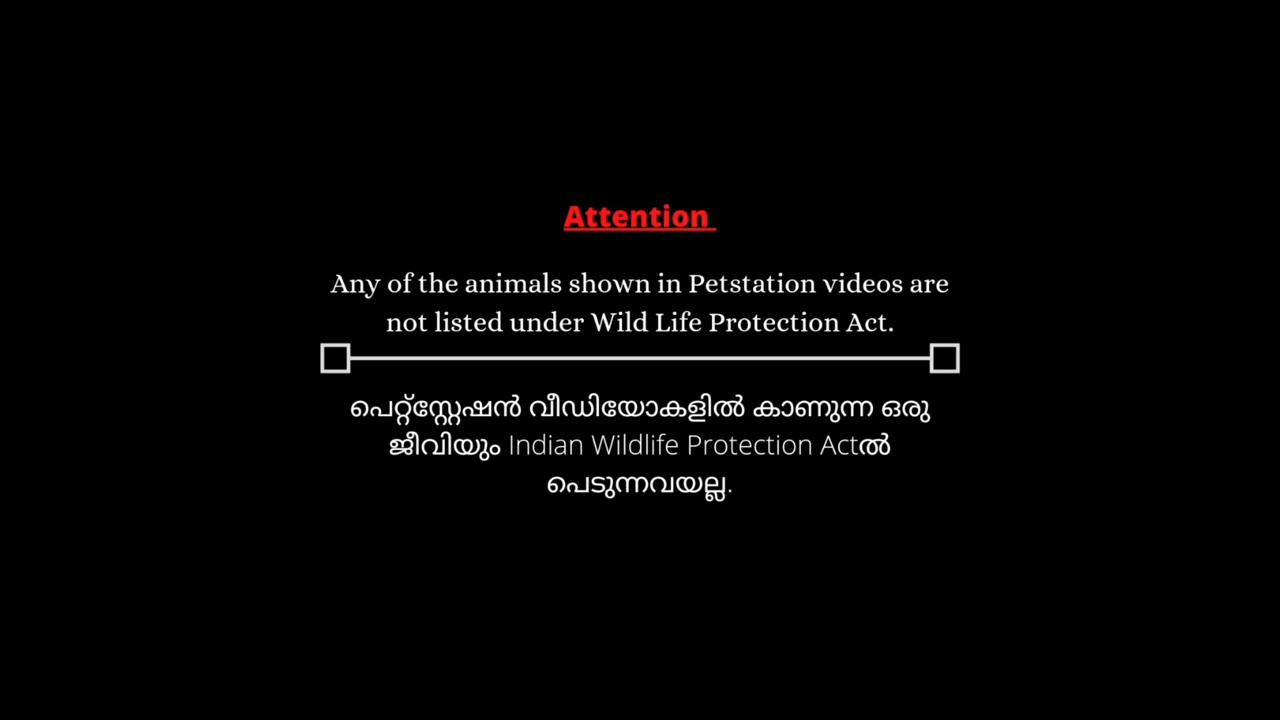 Attention
Any of the animals shown in Petstation videos are
not listed under Wild Life Protection Act.
പെറ്റ്സ്റ്റേഷൻ വീഡിയോകളിൽ കാണുന്ന ഒരു
ജീവിയും Indian Wildlife Protection Actൽ
പെടുന്നവയല്ല.